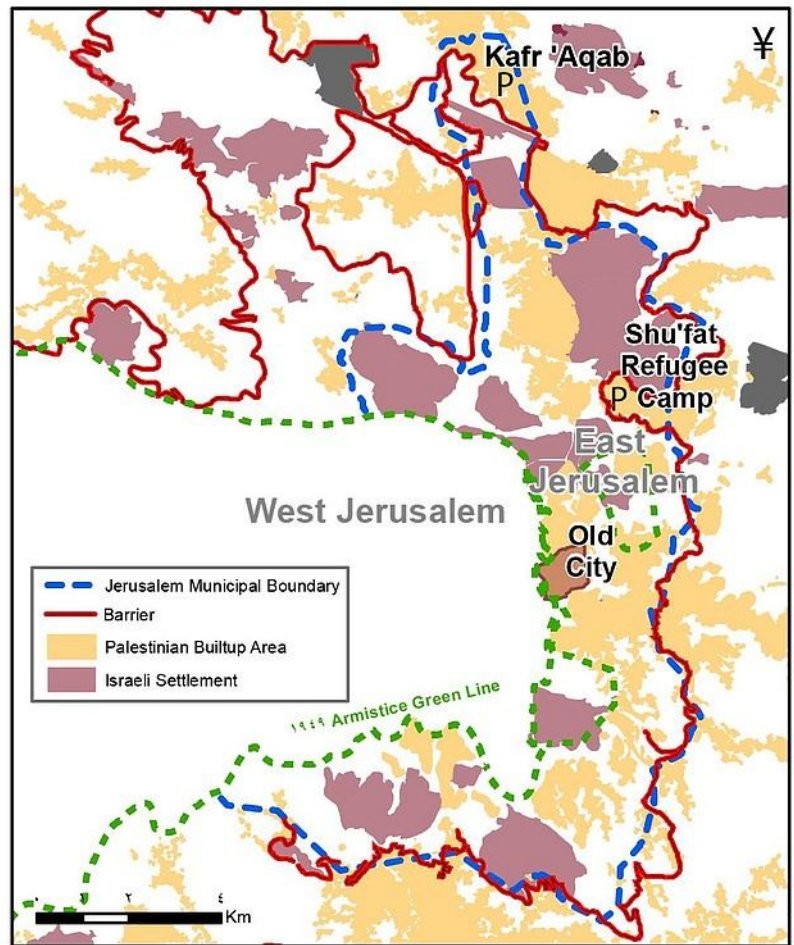 ¥
Kafr 'Aqab
P
Shu'fat
Refugee
P Camp
East
Jerusalem
West Jerusalem
Old
City
Jerusalem Municipal Boundary
Barrier
Palestinian Builtup Area
Israeli Settlement
١٩٤٩ Armistice Green Line
٢ ٤
Km